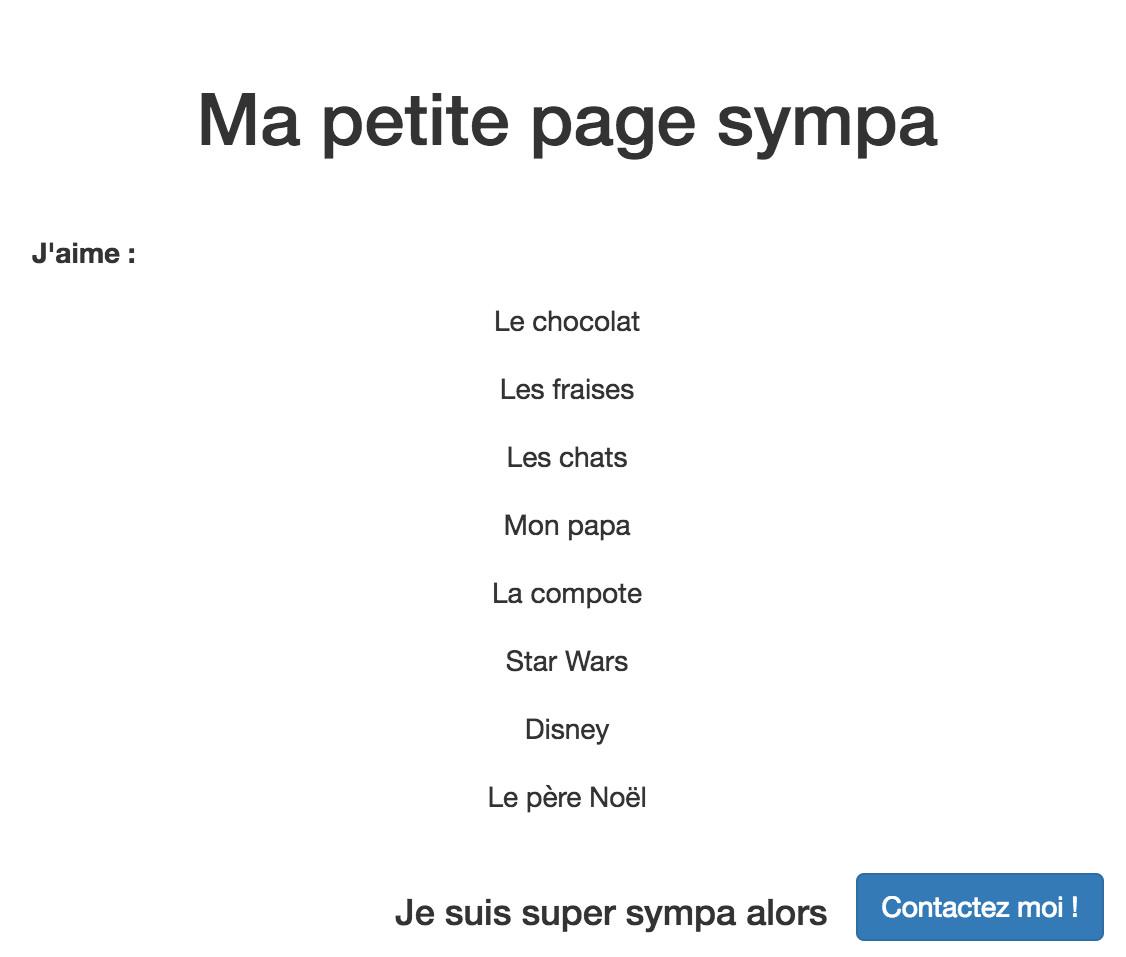 Ma petite page sympa
J'aime :
Le chocolat
Les fraises
Les chats
Mon papa
La compote
Star Wars
Disney
Le père Noël
Je suis super sympa alors Contactez moi !